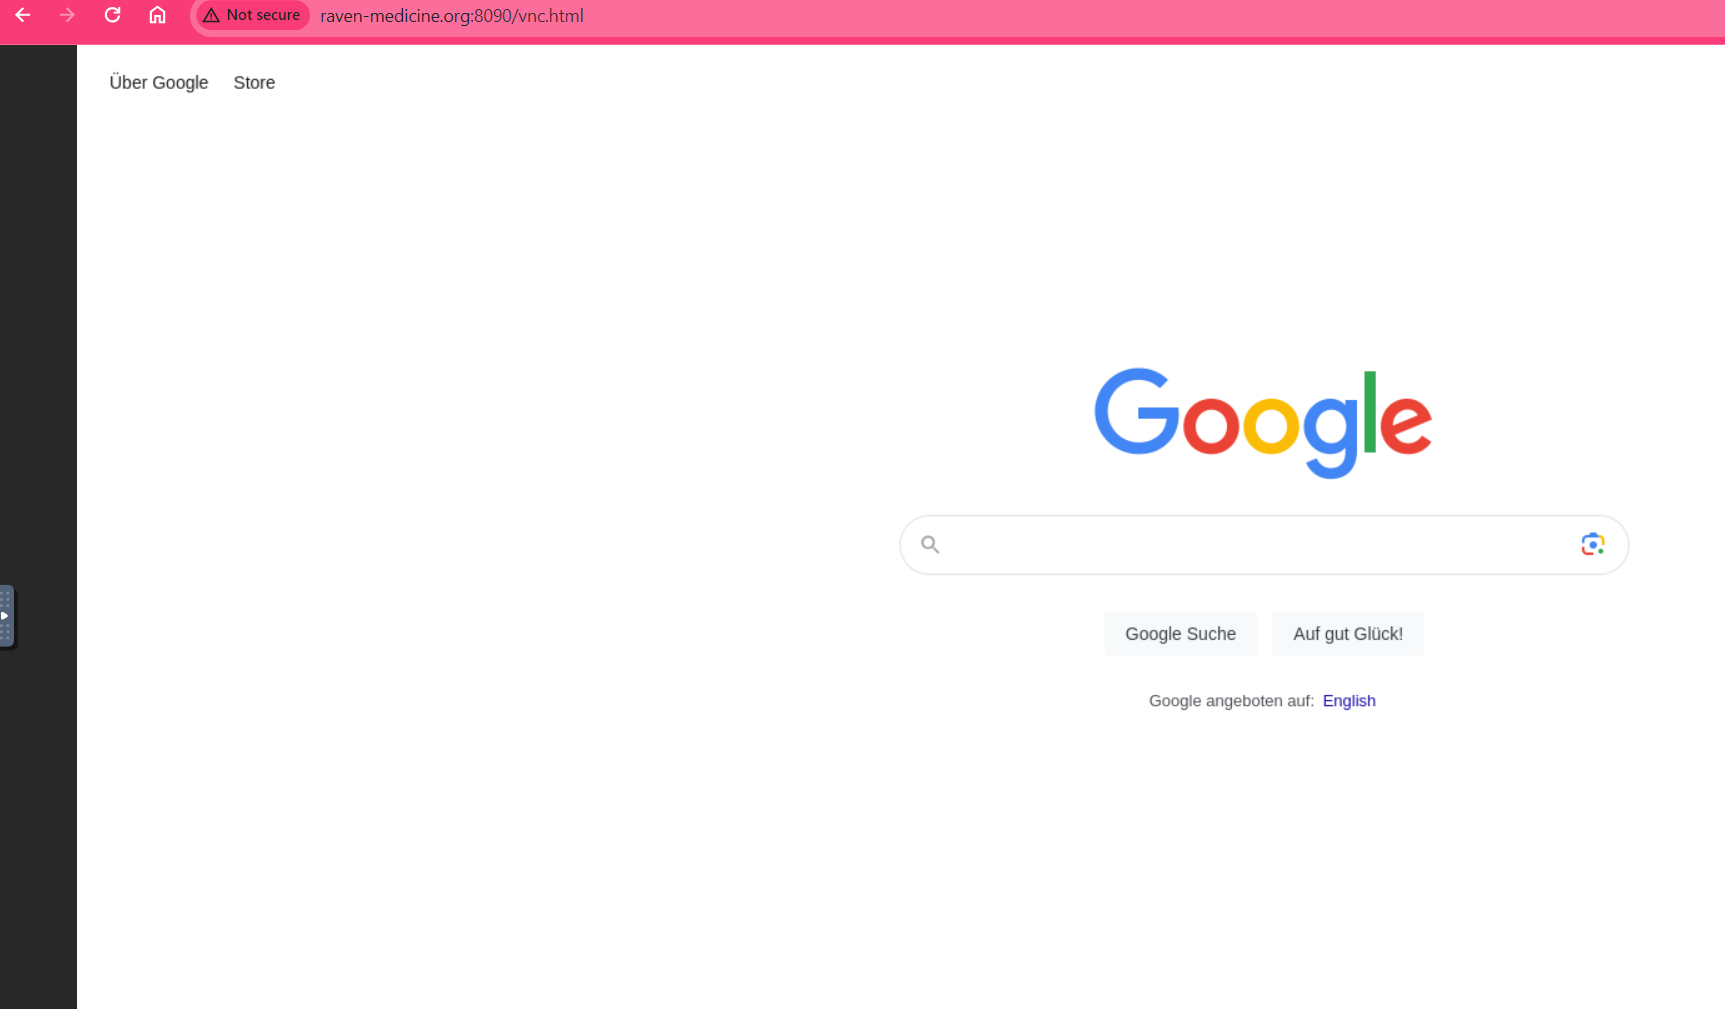 Not secure raven-medicine.org:8090/vnc.html
Über Google Store
Google
Google Suche Auf gut Glück!
Google angeboten auf: English